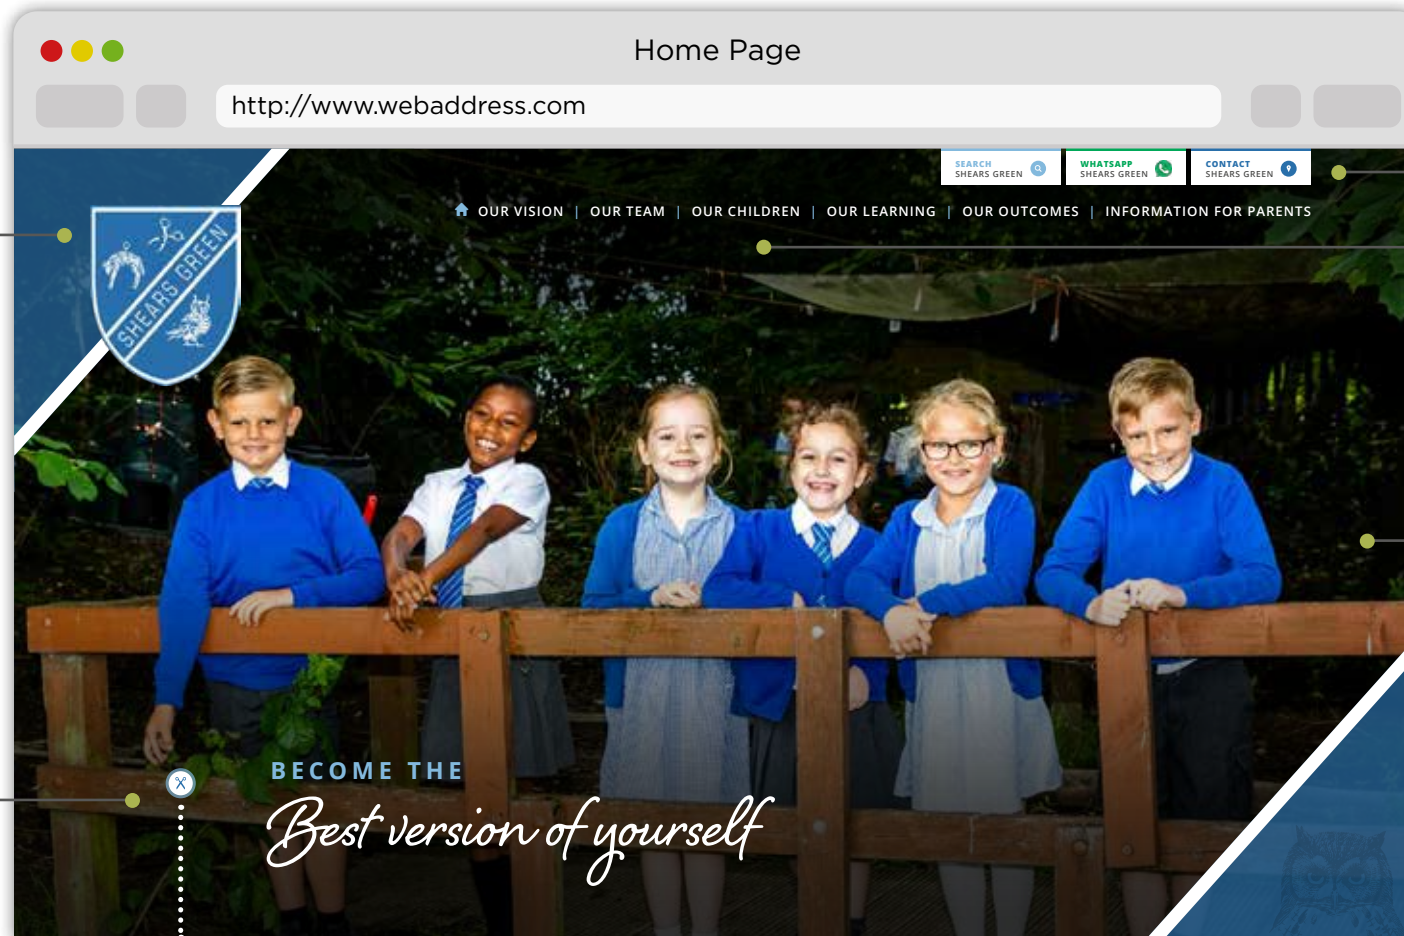 Home Page
http://www.webaddress.com
SEARCH
SHEARS GREEN
WHATSAPP
SHEARS GREEN
CONTACT
SHEARS GREEN
OUR VISION | OUR TEAM | OUR CHILDREN | OUR LEARNING | OUR OUTCOMES | INFORMATION FOR PARENTS
SHEARS GREEN
BECOME THE
Best version of yourself